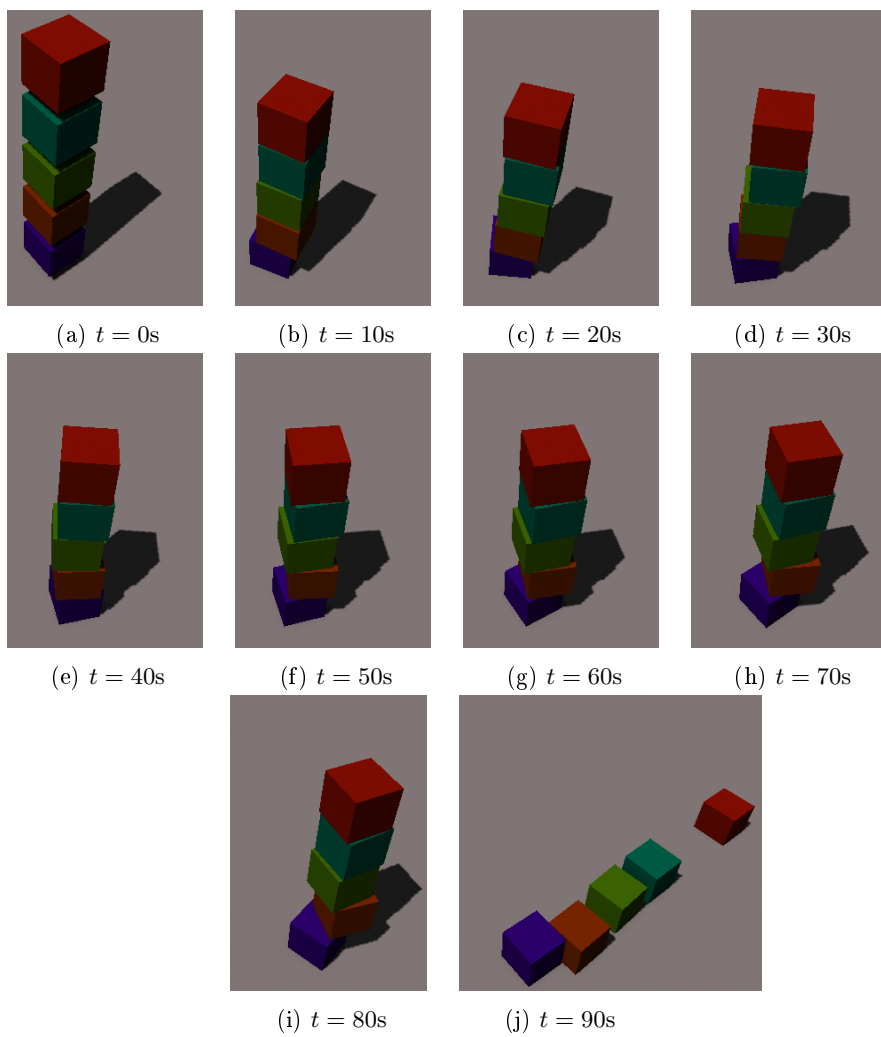 (a) t = 0s
(b) t = 10s
(c) t = 20s
(d) t = 30s
(e) t = 40s
(f) t = 50s
(g) t = 60s
(h) t = 70s
(i) t = 80s
(j) t = 90s